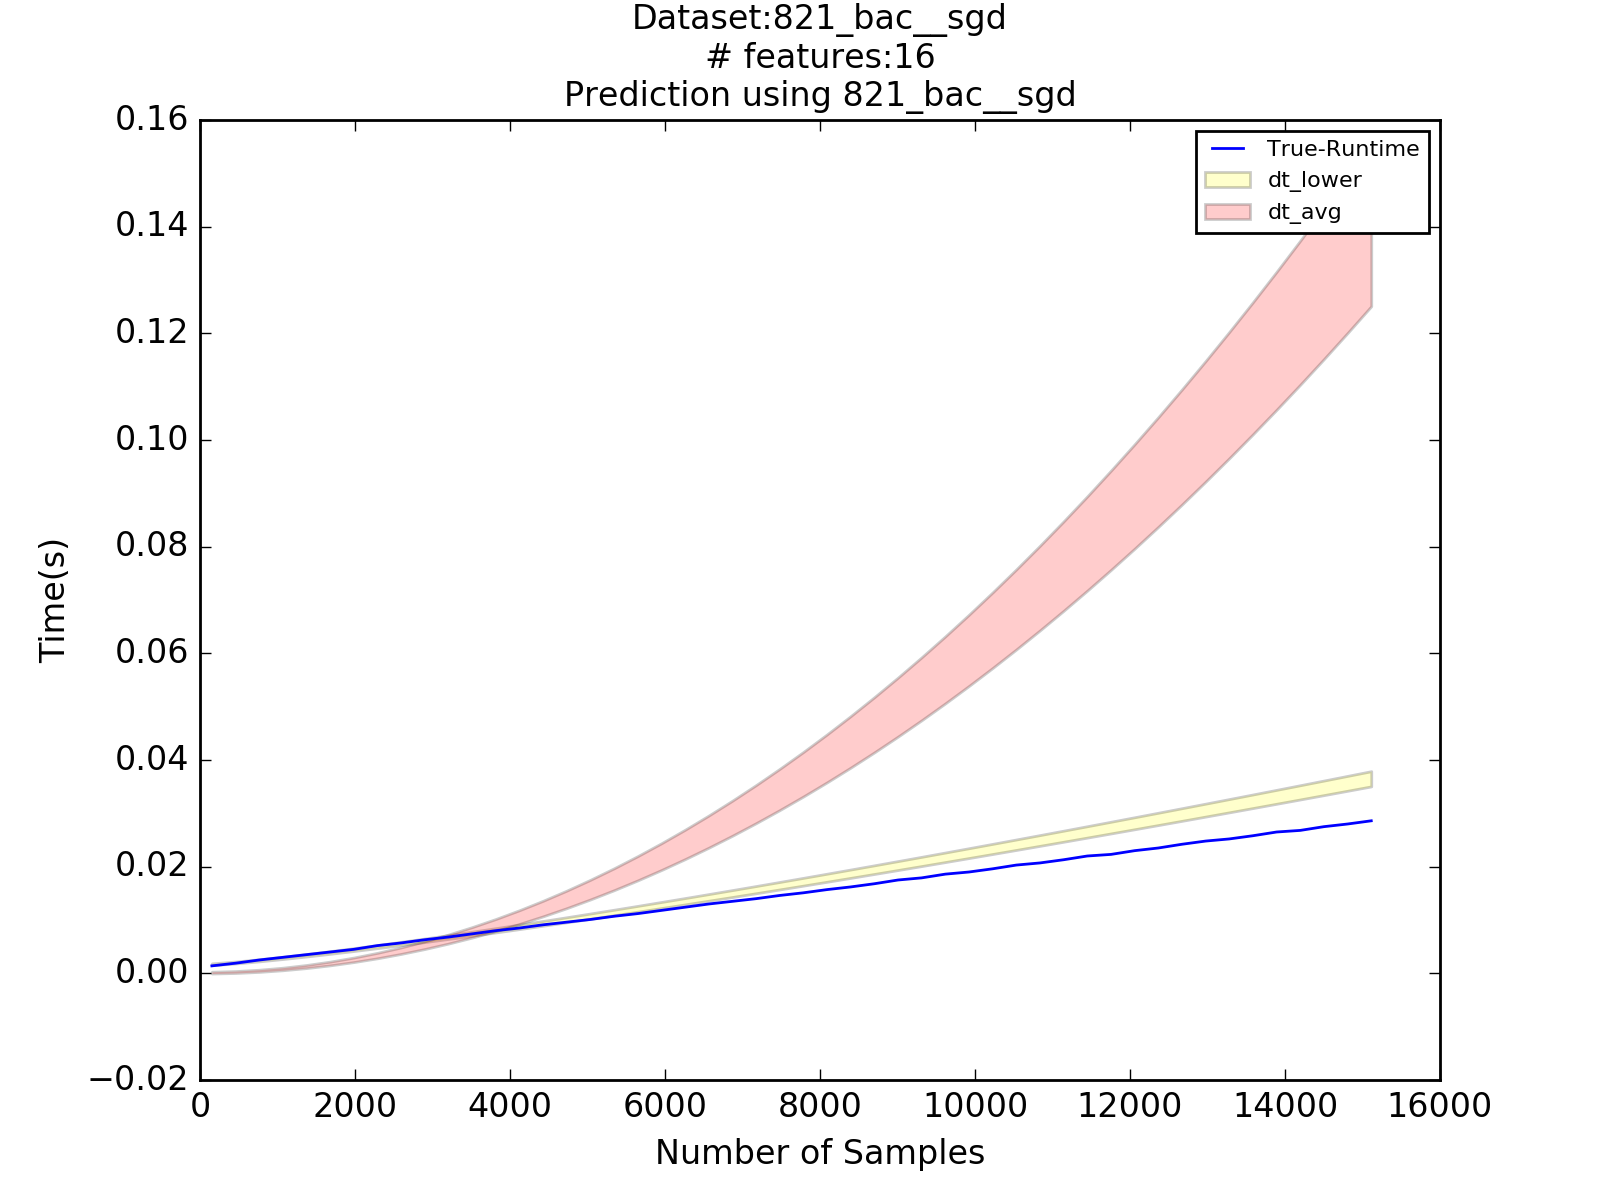 Dataset:821_bac__sgd
# features:16
Prediction using 821_bac__sgd
0.16
0.14
0.12
0.10
0.08
0.06
0.04
0.02
0.00
−0.02
Time(s)
True-Runtime
dt_lower
dt_avg
0 2000 4000 6000 8000 10000 12000 14000 16000
Number of Samples